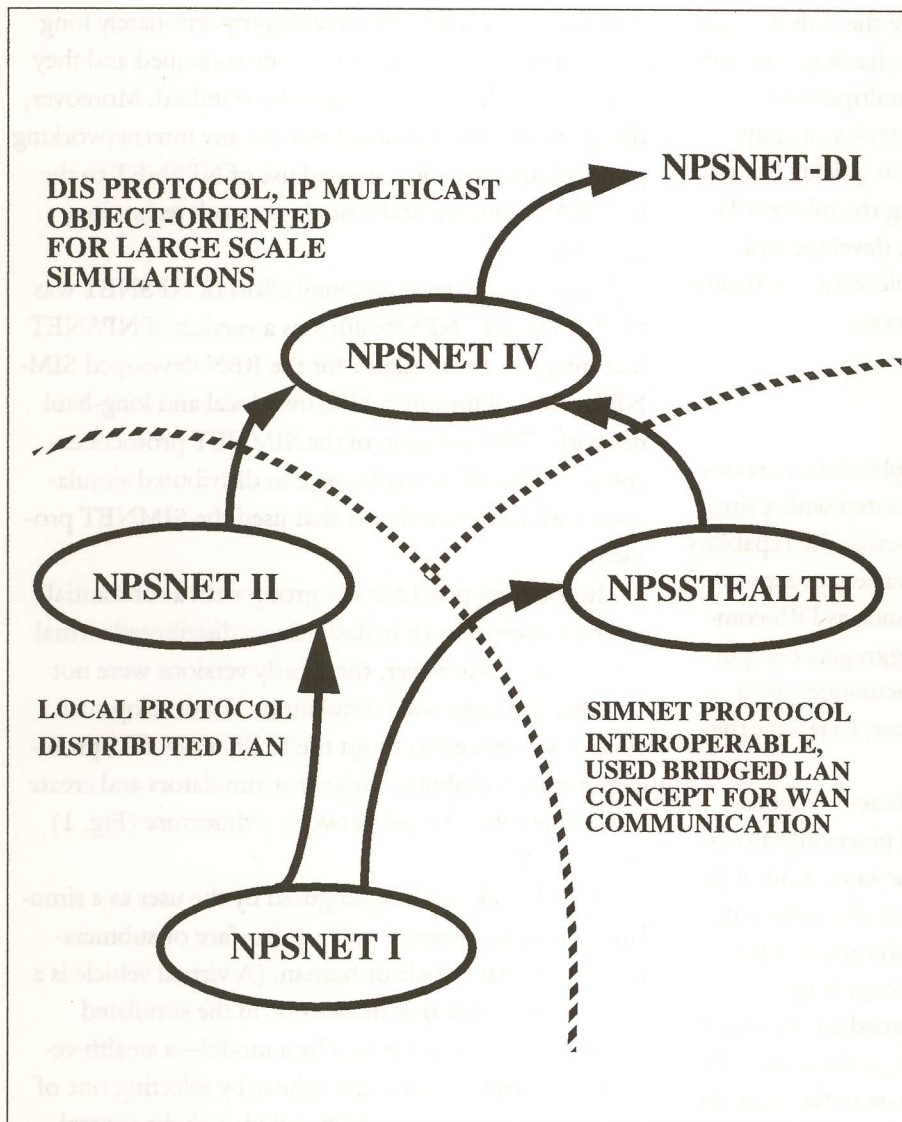 NPSNET-DI
DIS PROTOCOL, IP MULTICAST
OBJECT-ORIENTED
FOR LARGE SCALE
SIMULATIONS
NPSNET IV
NPSNET II
NPSSTEALTH
LOCAL PROTOCOL
DISTRIBUTED LAN
SIMNET PROTOCOL
INTEROPERABLE,
USED BRIDGED LAN
CONCEPT FOR WAN
COMMUNICATION
NPSNET I